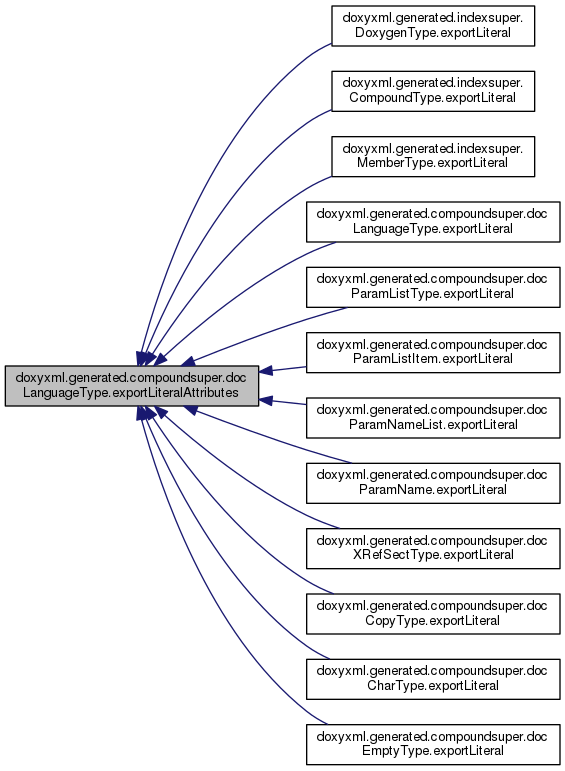 doxyxml.generated.indexsuper.
DoxygenType.exportLiteral
doxyxml.generated.indexsuper.
CompoundType.exportLiteral
doxyxml.generated.indexsuper.
MemberType.exportLiteral
doxyxml.generated.compoundsuper.doc
LanguageType.exportLiteral
doxyxml.generated.compoundsuper.doc
ParamListType.exportLiteral
doxyxml.generated.compoundsuper.doc
LanguageType.exportLiteralAttributes
doxyxml.generated.compoundsuper.doc
ParamListItem.exportLiteral
doxyxml.generated.compoundsuper.doc
ParamNameList.exportLiteral
doxyxml.generated.compoundsuper.doc
ParamName.exportLiteral
doxyxml.generated.compoundsuper.doc
XRefSectType.exportLiteral
doxyxml.generated.compoundsuper.doc
CopyType.exportLiteral
doxyxml.generated.compoundsuper.doc
CharType.exportLiteral
doxyxml.generated.compoundsuper.doc
EmptyType.exportLiteral